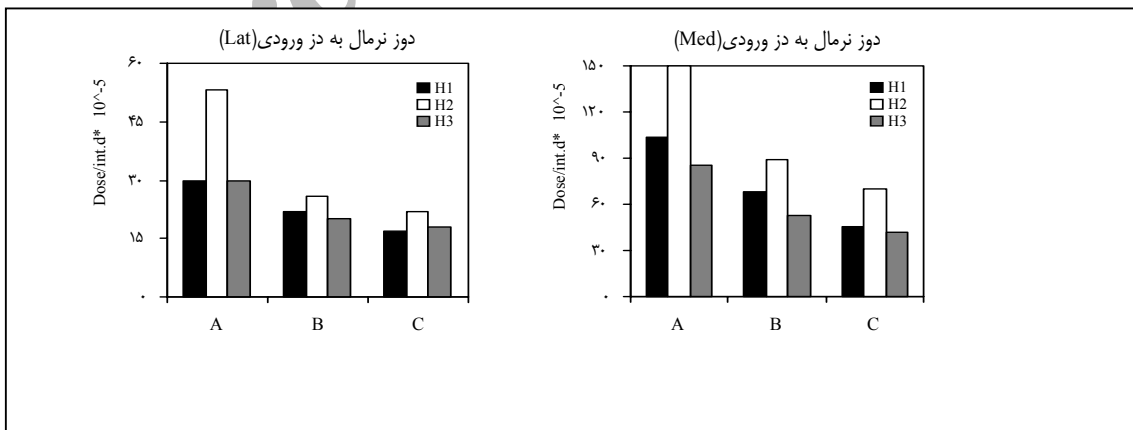 دوز نرمال به دز ورودی(Lat)
Dose/int.d* 10^-5
۶۰
۴۵
۳۰
۱۵
۰
H1
H2
H3
A B C
دوز نرمال به دز ورودی(Med)
Dose/int.d* 10^-5
۱۵۰
۱۲۰
۹۰
۶۰
۳۰
۰
H1
H2
H3
A B C